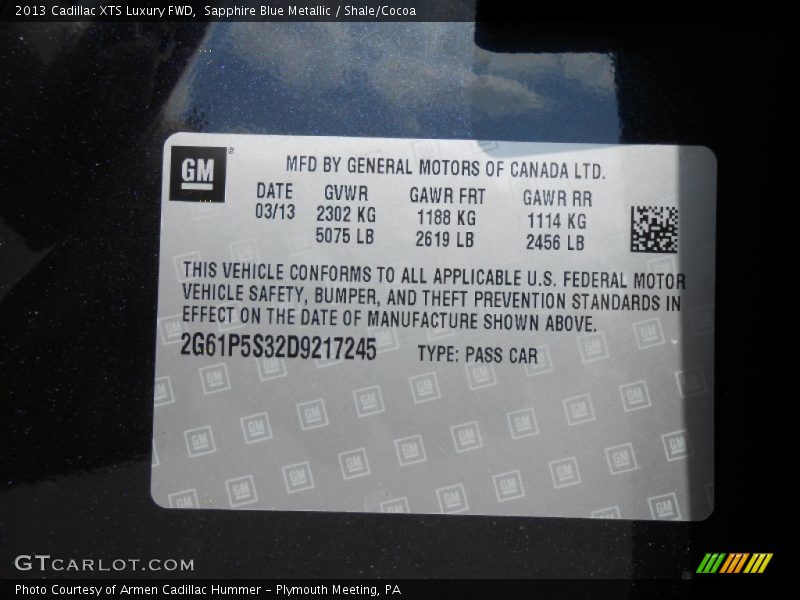 2013 Cadillac XTS Luxury FWD,  Sapphire Blue Metallic / Shale/Cocoa
GM ®
MFD BY GENERAL MOTORS OF CANADA LTD.
DATE GVWR GAWR FRT GAWR RR
03/13 2302 KG 1188 KG 1114 KG
5075 LB 2619 LB 2456 LB
THIS VEHICLE CONFORMS TO ALL APPLICABLE U.S. FEDERAL MOTOR
VEHICLE SAFETY, BUMPER, AND THEFT PREVENTION STANDARDS IN
EFFECT ON THE DATE OF MANUFACTURE SHOWN ABOVE.
2G61P5S32D9217245 TYPE: PASS CAR
GTCARLOT.COM
Photo Courtesy of Armen Cadillac Hummer – Plymouth Meeting, PA